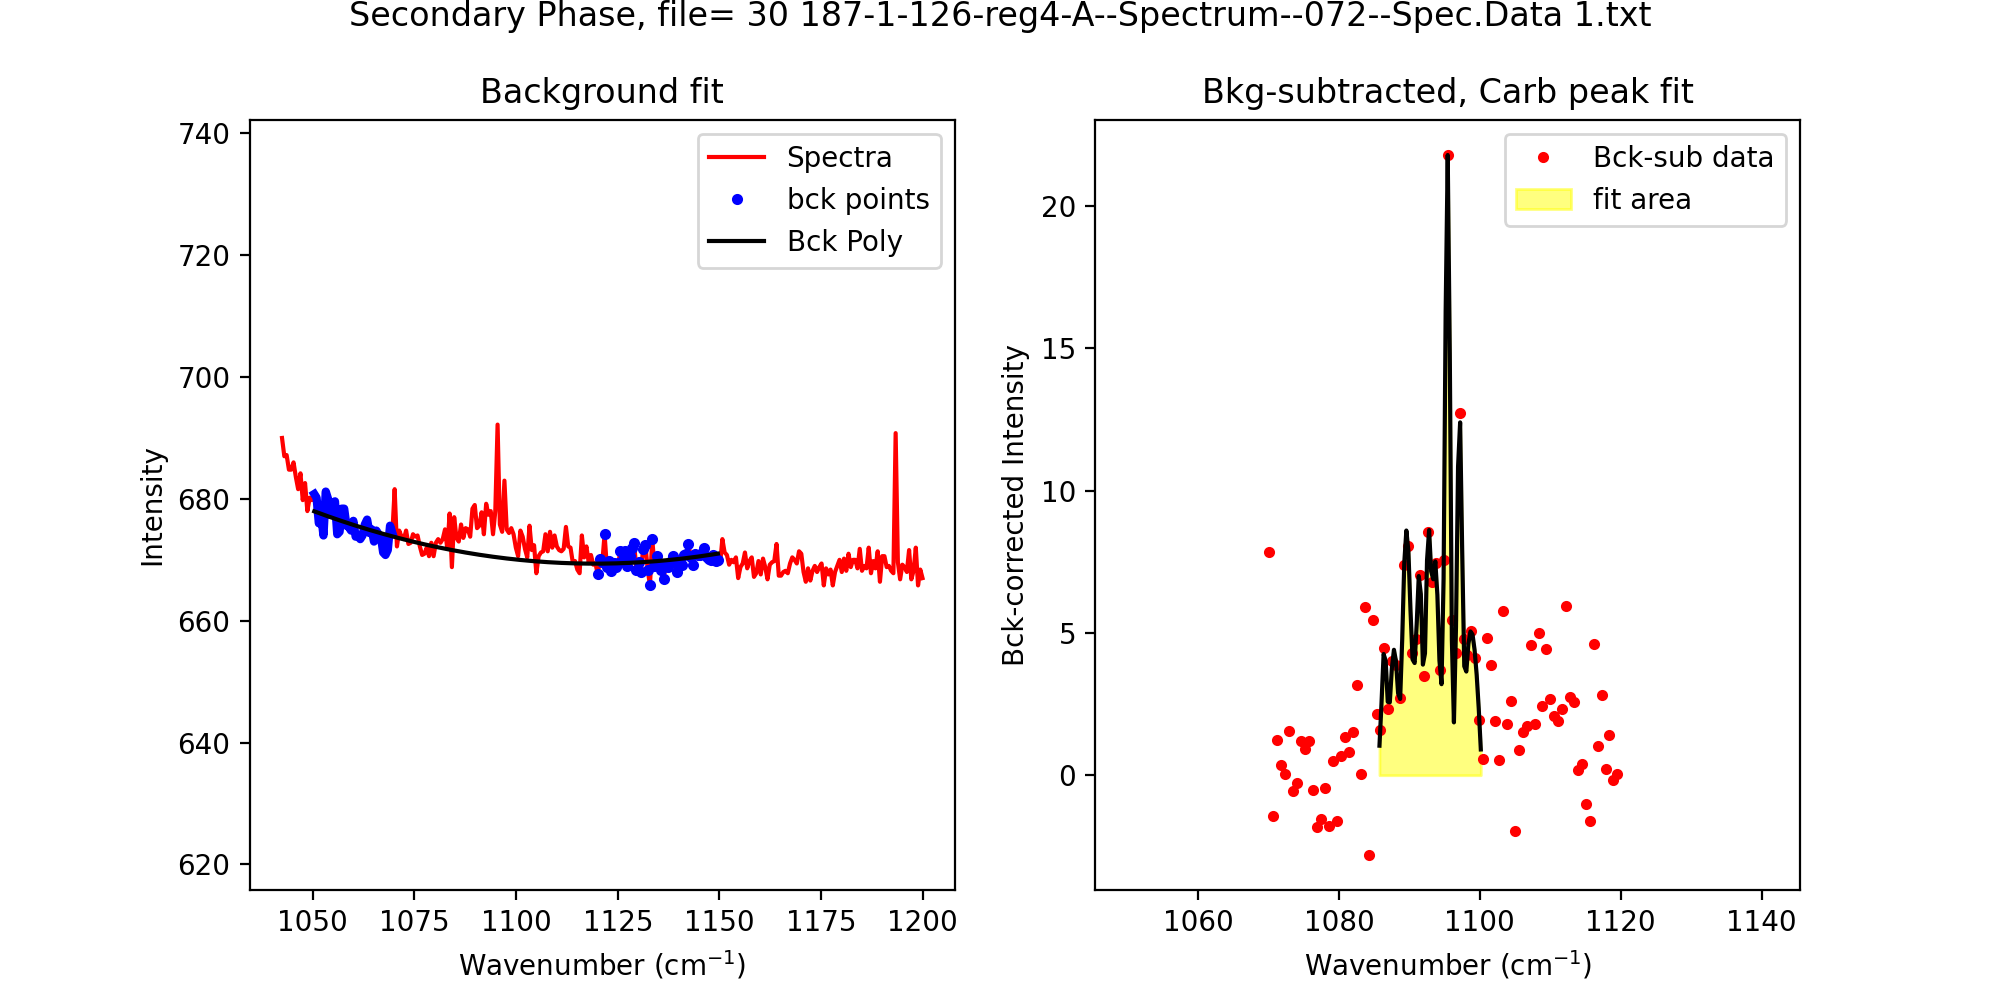 Secondary Phase, file= 30 187-1-126-reg4-A--Spectrum--072--Spec.Data 1.txt
Background fit
740
720
700
680
660
640
620
Intensity
Spectra
bck points
Bck Poly
1050 1075 1100 1125 1150 1175 1200
Wavenumber (cm⁻¹)
Bkg-subtracted, Carb peak fit
20
15
10
5
0
Bck-corrected Intensity
Bck-sub data
fit area
1060 1080 1100 1120 1140
Wavenumber (cm⁻¹)